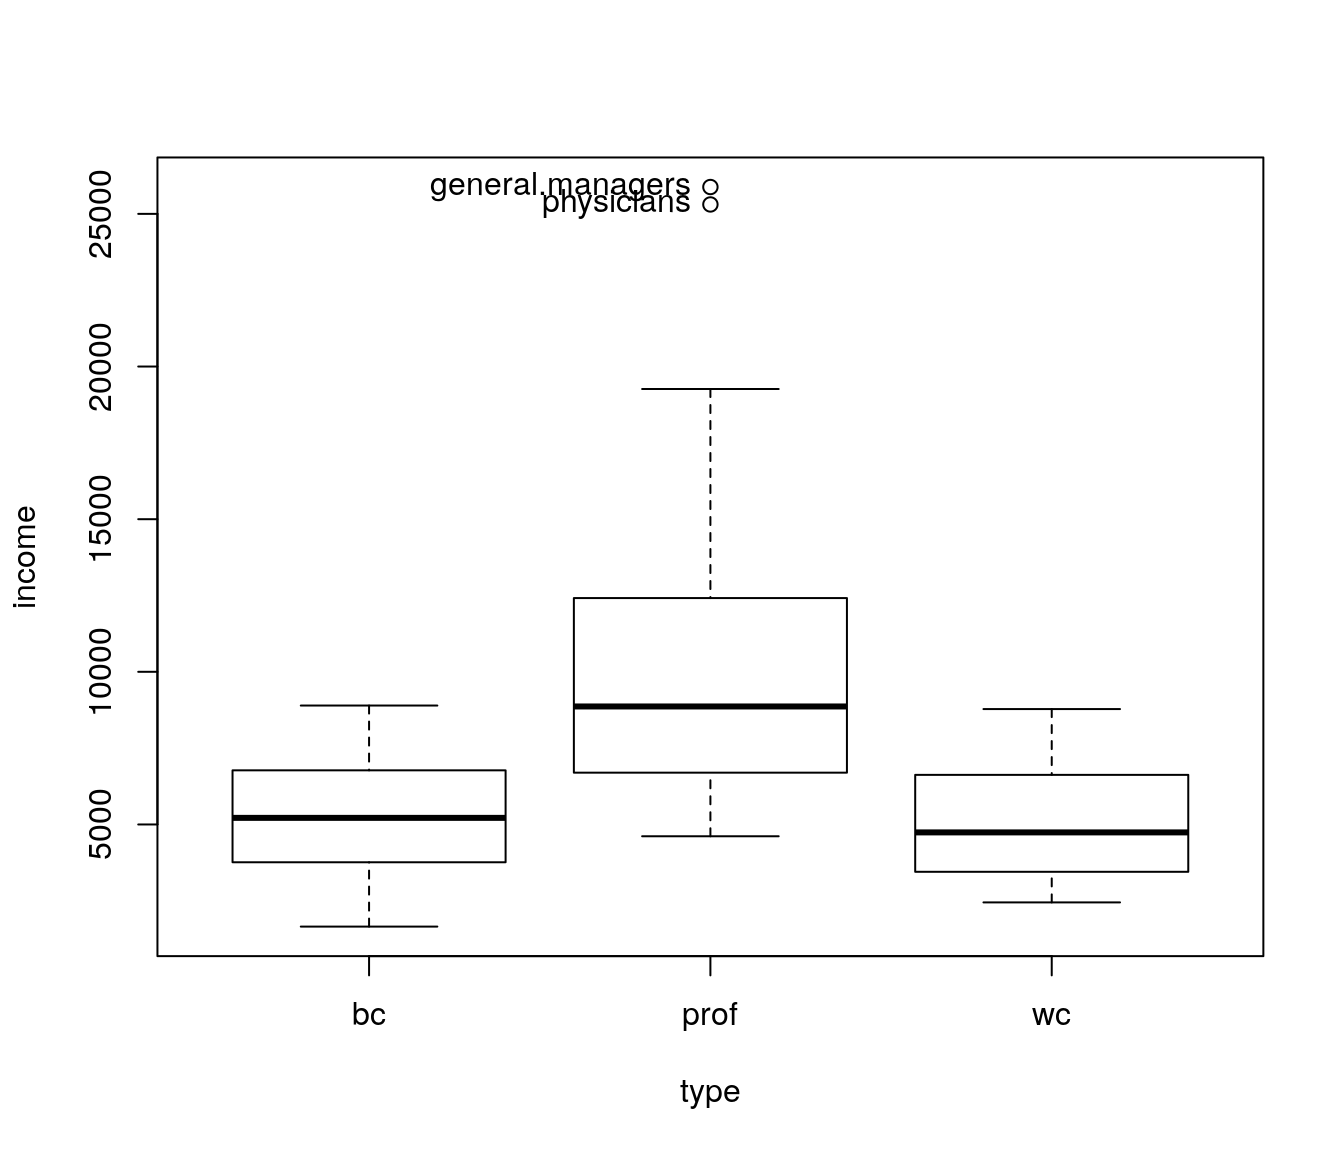 general.managers
physicians
25000
20000
15000
10000
5000
income
bc
prof
wc
type